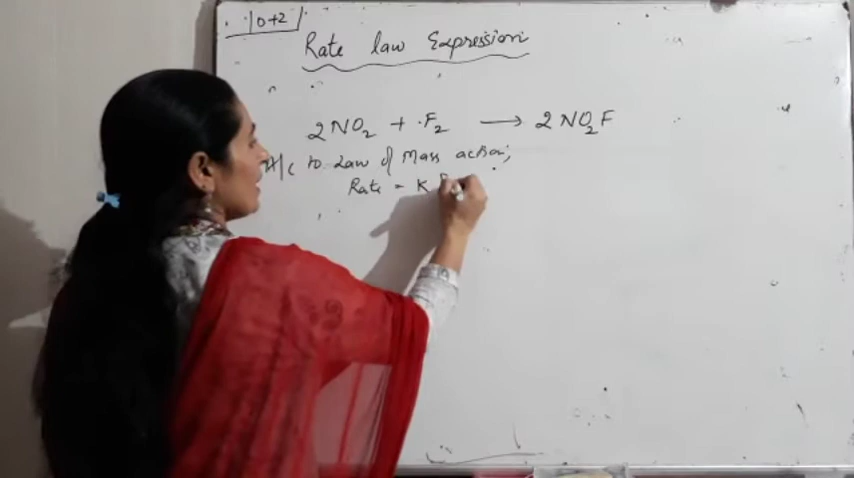 10+2
Rate law Expression
2NO₂ + F₂ → 2NO₂F
A/c to Law of Mass action,
Rate = K